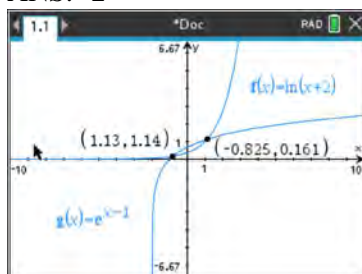 1.1
*Doc
RAD
6.67
y
f(x)=ln(x+2)
(1.13,1.14)
1
(-0.825,0.161)
x
-10
1
10
g(x)=e^x-1
-6.67